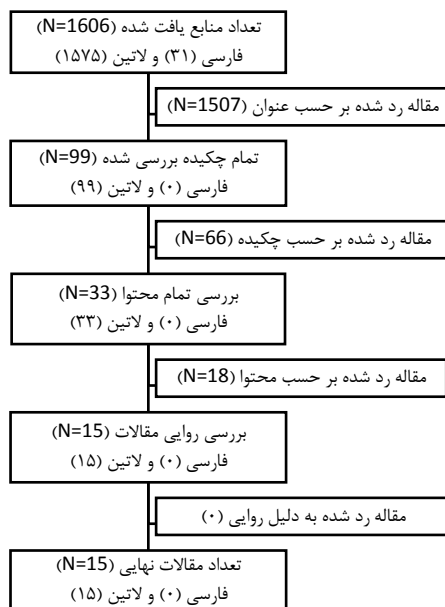 تعداد منابع یافت شده (N=1606)
فارسی (۳۱) و لاتین (۱۵۷۵)
مقاله رد شده بر حسب عنوان (N=1507)
تمام چکیده بررسی شده (N=99)
فارسی (۰) و لاتین (۹۹)
مقاله رد شده بر حسب چکیده (N=66)
بررسی تمام محتوا (N=33)
فارسی (۰) و لاتین (۳۳)
مقاله رد شده بر حسب محتوا (N=18)
بررسی روایی مقالات (N=15)
فارسی (۰) و لاتین (۱۵)
مقاله رد شده به دلیل روایی (۰)
تعداد مقالات نهایی (N=15)
فارسی (۰) و لاتین (۱۵)